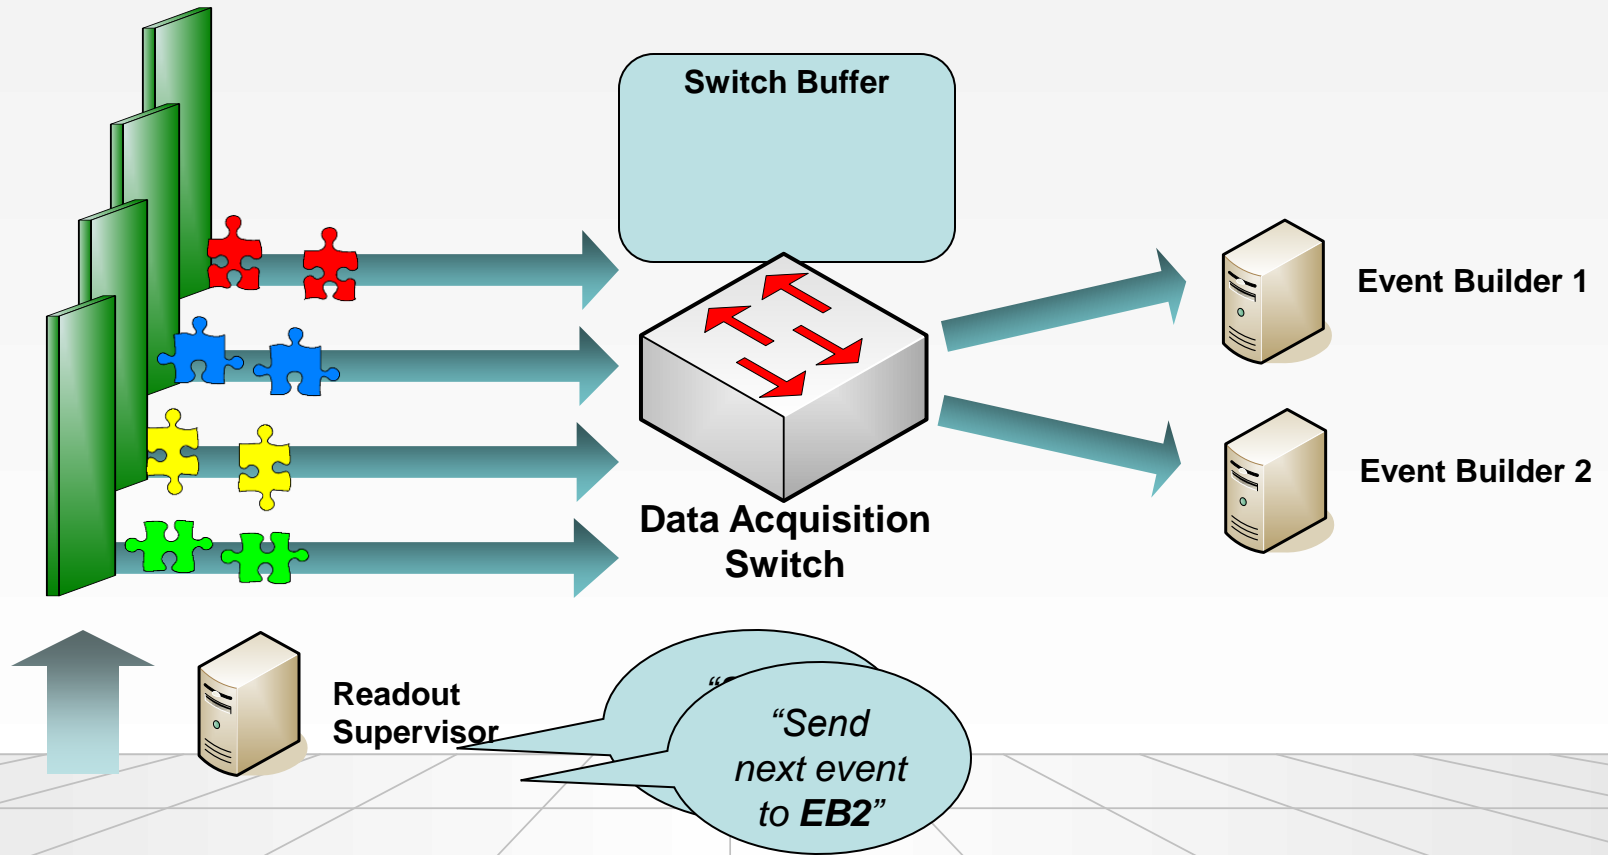 Switch Buffer
Event Builder 1
Event Builder 2
Data Acquisition
Switch
Readout
Supervisor
“Send
next event
to EB2”